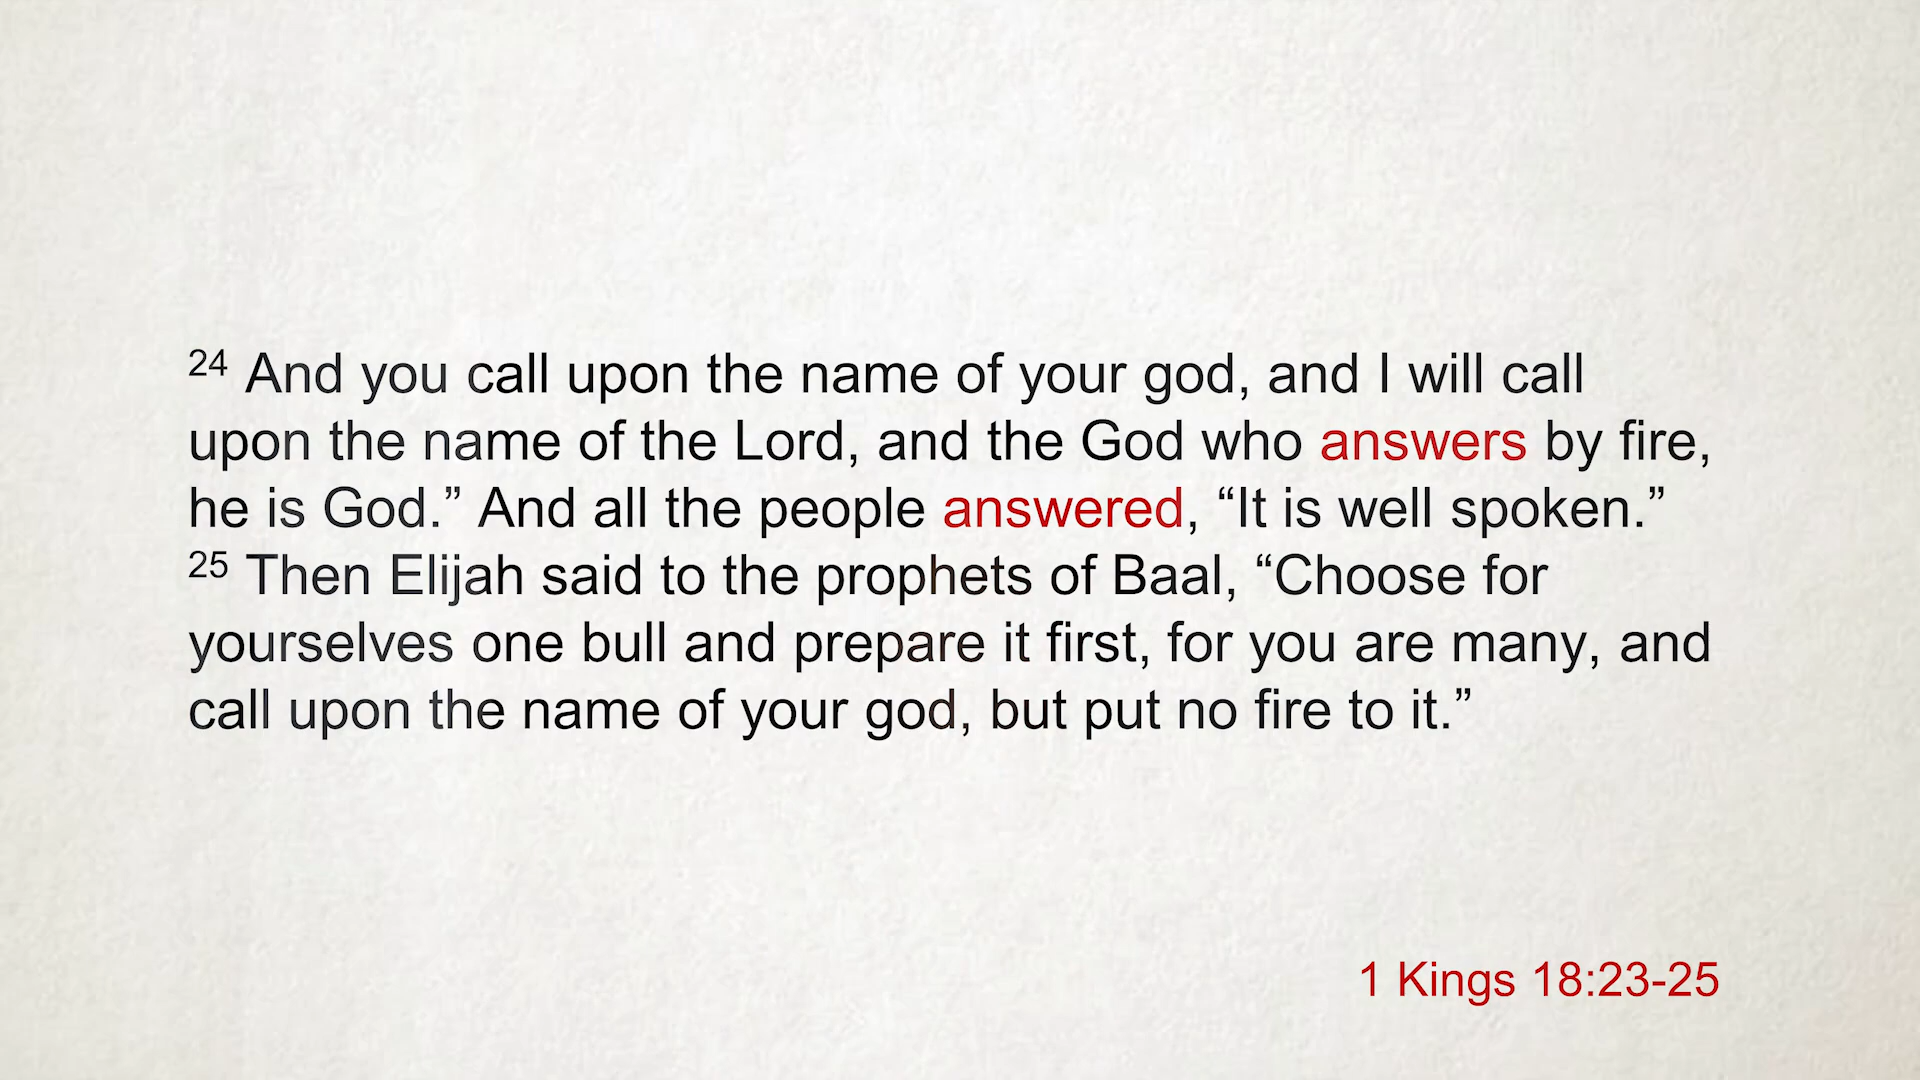 24 And you call upon the name of your god, and I will call
upon the name of the Lord, and the God who answers by fire,
he is God.” And all the people answered, “It is well spoken.”
25 Then Elijah said to the prophets of Baal, “Choose for
yourselves one bull and prepare it first, for you are many, and
call upon the name of your god, but put no fire to it.”
1 Kings 18:23-25